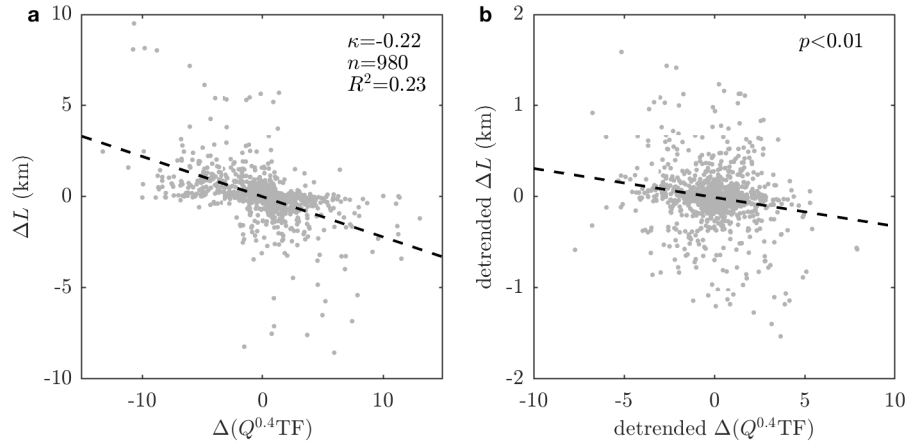 a
10
5
0
-5
-10
-10
0
10
ΔL (km)
Δ(Q^0.4TF)
κ=-0.22
n=980
R²=0.23
b
2
1
0
-1
-2
-10
-5
0
5
10
detrended ΔL (km)
detrended Δ(Q^0.4TF)
p<0.01